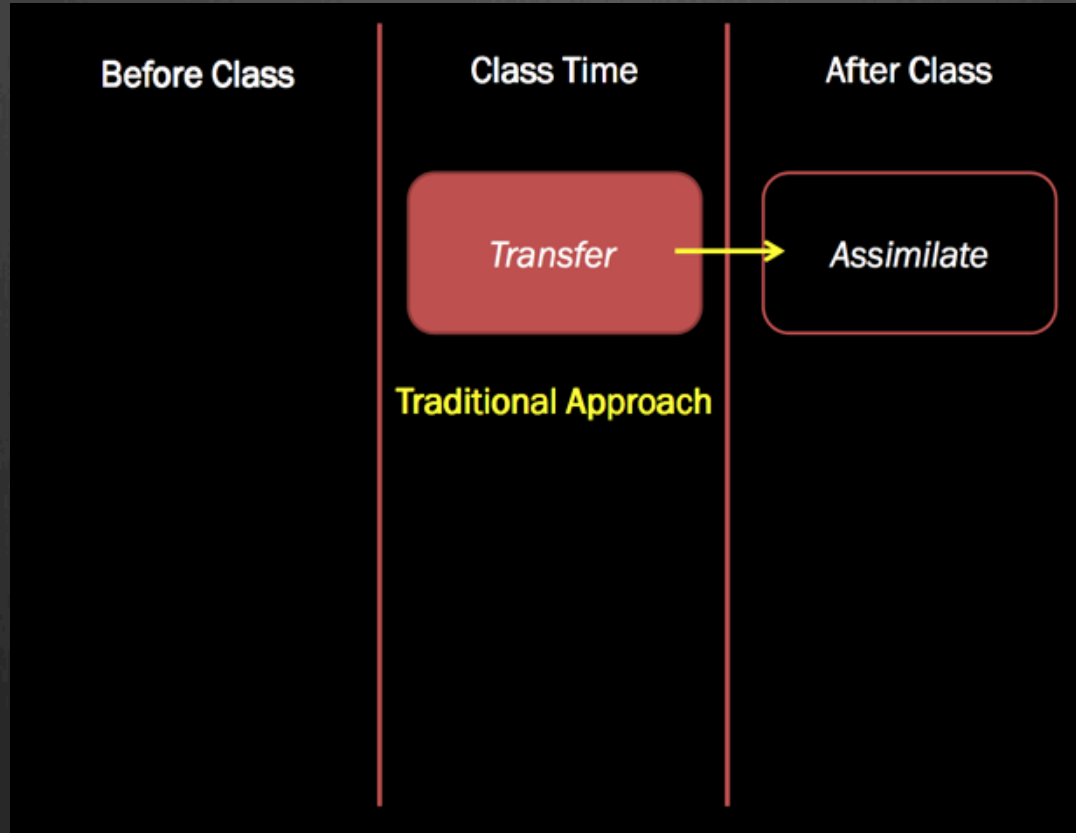 Before Class
Class Time
After Class
Transfer
Assimilate
Traditional Approach